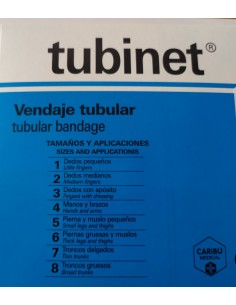 tubinet®
Vendaje tubular
tubular bandage
TAMAÑOS Y APLICACIONES
SIZES AND APPLICATIONS
1 Dedos pequeños
Little fingers
2 Dedos medianos
Medium fingers
3 Dedos con apósito
Fingers with dressing
4 Manos y brazos
Hands and arms
5 Pierna y muslo pequeños
Small legs and thighs
6 Piernas gruesas y muslos
Thick legs and thighs
7 Troncos delgados
Thin trunks
8 Troncos gruesos
Broad trunks
CARIBU
MEDICAL